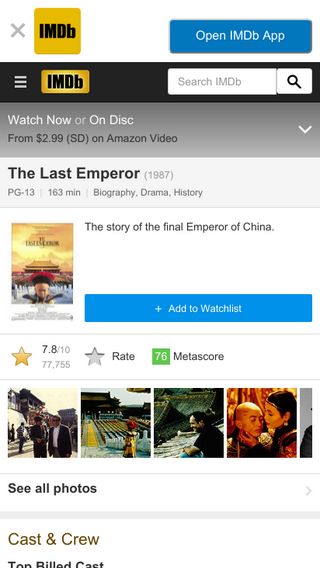 IMDb
Open IMDb App
IMDb
Search IMDb
Watch Now or On Disc
From $2.99 (SD) on Amazon Video
The Last Emperor (1987)
PG-13 | 163 min | Biography, Drama, History
The story of the final Emperor of China.
THE LAST EMPEROR
+ Add to Watchlist
7.8/10
77,755
Rate
76 Metascore
See all photos
Cast & Crew
Top Billed Cast